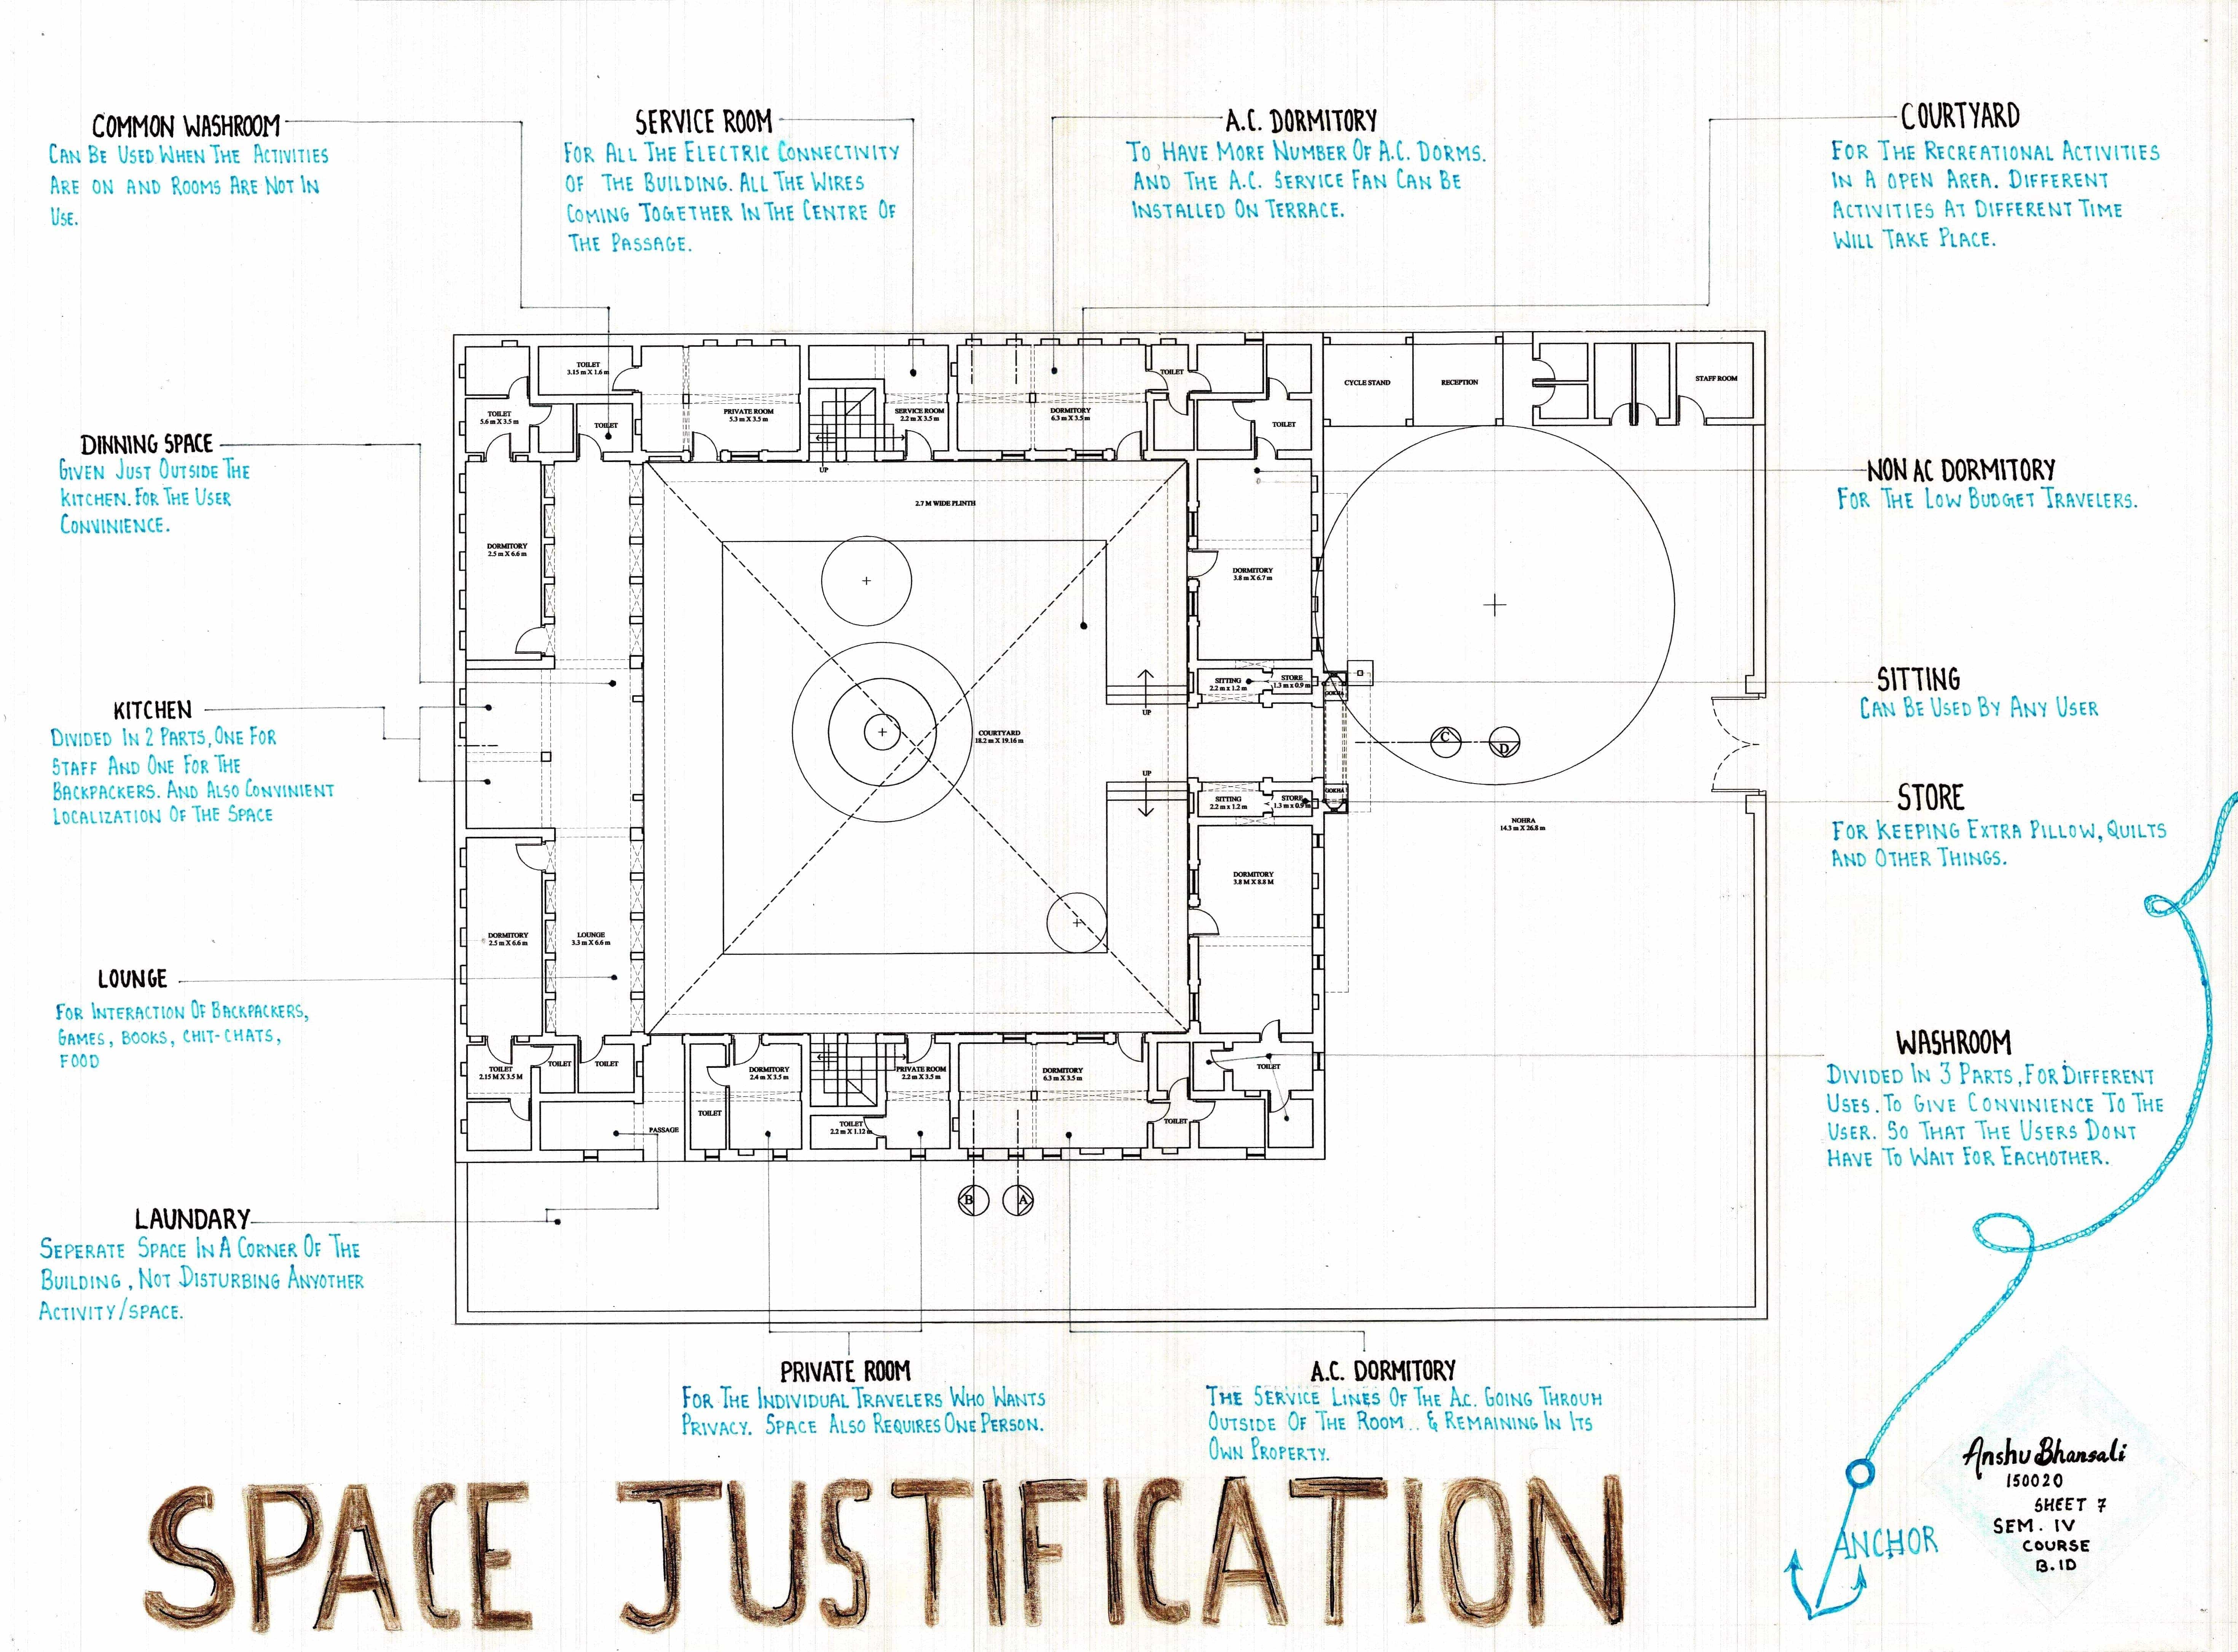 COMMON WASHROOM
CAN BE USED WHEN THE ACTIVITIES
ARE ON AND ROOMS ARE NOT IN
USE.
SERVICE ROOM
FOR ALL THE ELECTRIC CONNECTIVITY
OF THE BUILDING. ALL THE WIRES
COMING TOGETHER IN THE CENTRE OF
THE PASSAGE.
A.C. DORMITORY
TO HAVE MORE NUMBER OF A.C. DORMS.
AND THE A.C. SERVICE FAN CAN BE
INSTALLED ON TERRACE.
COURTYARD
FOR THE RECREATIONAL ACTIVITIES
IN A OPEN AREA. DIFFERENT
ACTIVITIES AT DIFFERENT TIME
WILL TAKE PLACE.
DINNING SPACE
GIVEN JUST OUTSIDE THE
KITCHEN. FOR THE USER
CONVINIENCE.
KITCHEN
DIVIDED IN 2 PARTS, ONE FOR
STAFF AND ONE FOR THE
BACKPACKERS. AND ALSO CONVINIENT
LOCALIZATION OF THE SPACE
LOUNGE
FOR INTERACTION OF BACKPACKERS,
GAMES, BOOKS, CHIT-CHATS,
FOOD
LAUNDARY
SEPERATE SPACE IN A CORNER OF THE
BUILDING, NOT DISTURBING ANYOTHER
ACTIVITY/SPACE.
TOILET
3.15 m X 1.6 m
TOILET
5.6 m X 3.5 m
TOILET
PRIVATE ROOM
5.3 m X 3.5 m
UP
SERVICE ROOM
2.2 m X 3.5 m
DORMITORY
6.3 m X 3.5 m
TOILET
TOILET
CYCLE STAND
RECEPTION
STAFF ROOM
2.7 M WIDE PLINTH
DORMITORY
2.5 m X 6.6 m
DORMITORY
3.8 m X 6.7 m
SITTING
2.2 m x 1.2 m
STORE
1.3 m x 0.9 m
GOKHA
UP
COURTYARD
18.2 m X 19.16 m
UP
C
D
SITTING
2.2 m x 1.2 m
STORE
1.3 m x 0.9 m
GOKHA
NOHRA
14.3 m X 26.8 m
DORMITORY
3.8 M X 8.8 M
DORMITORY
2.5 m X 6.6 m
LOUNGE
3.3 m X 6.6 m
TOILET
2.15 M X 3.5 M
TOILET
TOILET
PASSAGE
TOILET
DORMITORY
2.4 m X 3.5 m
PRIVATE ROOM
2.2 m X 3.5 m
TOILET
2.2 m X 1.12 m
DORMITORY
6.3 m X 3.5 m
TOILET
TOILET
B
A
NON AC DORMITORY
FOR THE LOW BUDGET TRAVELERS.
SITTING
CAN BE USED BY ANY USER
STORE
FOR KEEPING EXTRA PILLOW, QUILTS
AND OTHER THINGS.
WASHROOM
DIVIDED IN 3 PARTS, FOR DIFFERENT
USES. TO GIVE CONVINIENCE TO THE
USER. SO THAT THE USERS DONT
HAVE TO WAIT FOR EACHOTHER.
PRIVATE ROOM
FOR THE INDIVIDUAL TRAVELERS WHO WANTS
PRIVACY. SPACE ALSO REQUIRES ONE PERSON.
A.C. DORMITORY
THE SERVICE LINES OF THE A.C. GOING THROUH
OUTSIDE OF THE ROOM.. & REMAINING IN ITS
OWN PROPERTY.
SPACE JUSTIFICATION
ANCHOR
Anshu Bhansali
150020
SHEET 7
SEM. IV
COURSE
B.ID